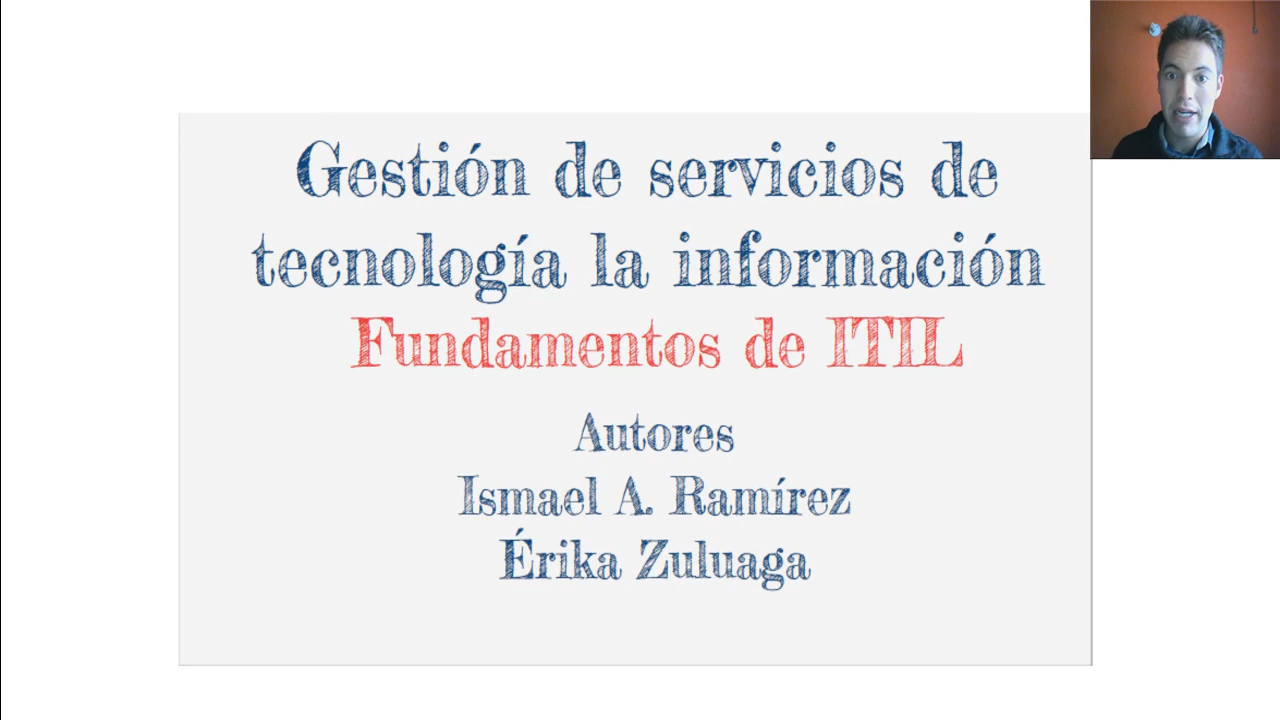 Gestión de servicios de
tecnología la información
Fundamentos de ITIL
Autores
Ismael A. Ramírez
Érika Zuluaga